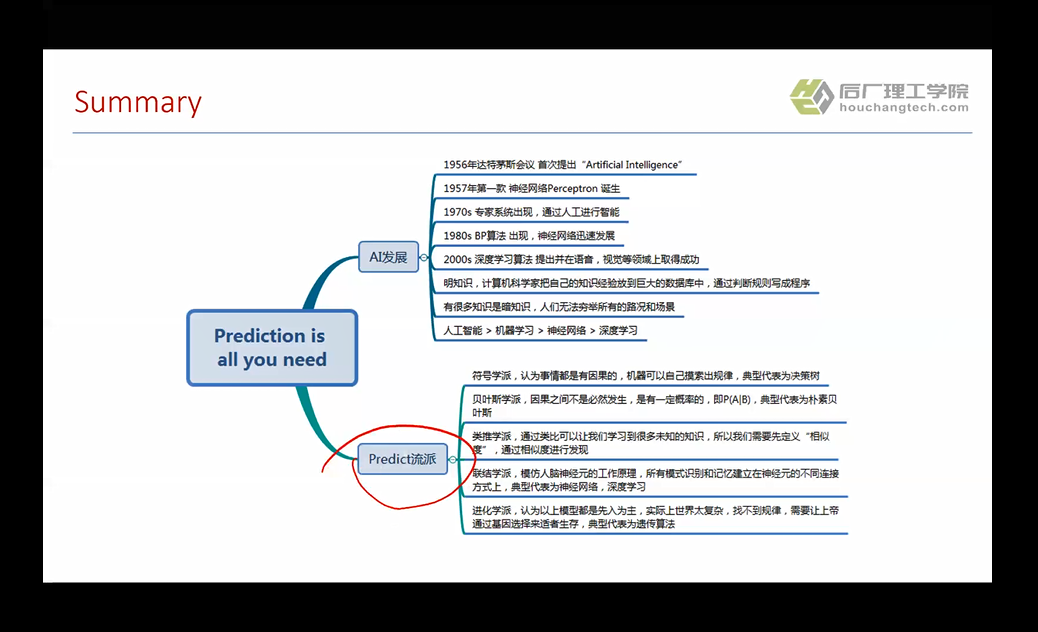 Summary
后厂理工学院
houchangtech.com
1956年达特茅斯会议 首次提出“Artificial Intelligence”
1957年第一款 神经网络Perceptron 诞生
1970s 专家系统出现，通过人工进行智能
1980s BP算法 出现，神经网络迅速发展
AI发展
2000s 深度学习算法 提出并在语音，视觉等领域上取得成功
明知识，计算机科学家把自己的知识经验放到巨大的数据库中，通过判断规则写成程序
有很多知识是暗知识，人们无法穷举所有的路况和场景
人工智能 > 机器学习 > 神经网络 > 深度学习
Prediction is
all you need
符号学派，认为事情都是有因果的，机器可以自己摸索出规律，典型代表为决策树
贝叶斯学派，因果之间不是必然发生，是有一定概率的，即P(A|B)，典型代表为朴素贝
叶斯
类推学派，通过类比可以让我们学习到很多未知的知识，所以我们需要先定义“相似
度”，通过相似度进行发现
Predict流派
联结学派，模仿人脑神经元的工作原理，所有模式识别和记忆建立在神经元的不同连接
方式上，典型代表为神经网络，深度学习
进化学派，认为以上模型都是先入为主，实际上世界太复杂，找不到规律，需要让上帝
通过基因选择来适者生存，典型代表为遗传算法